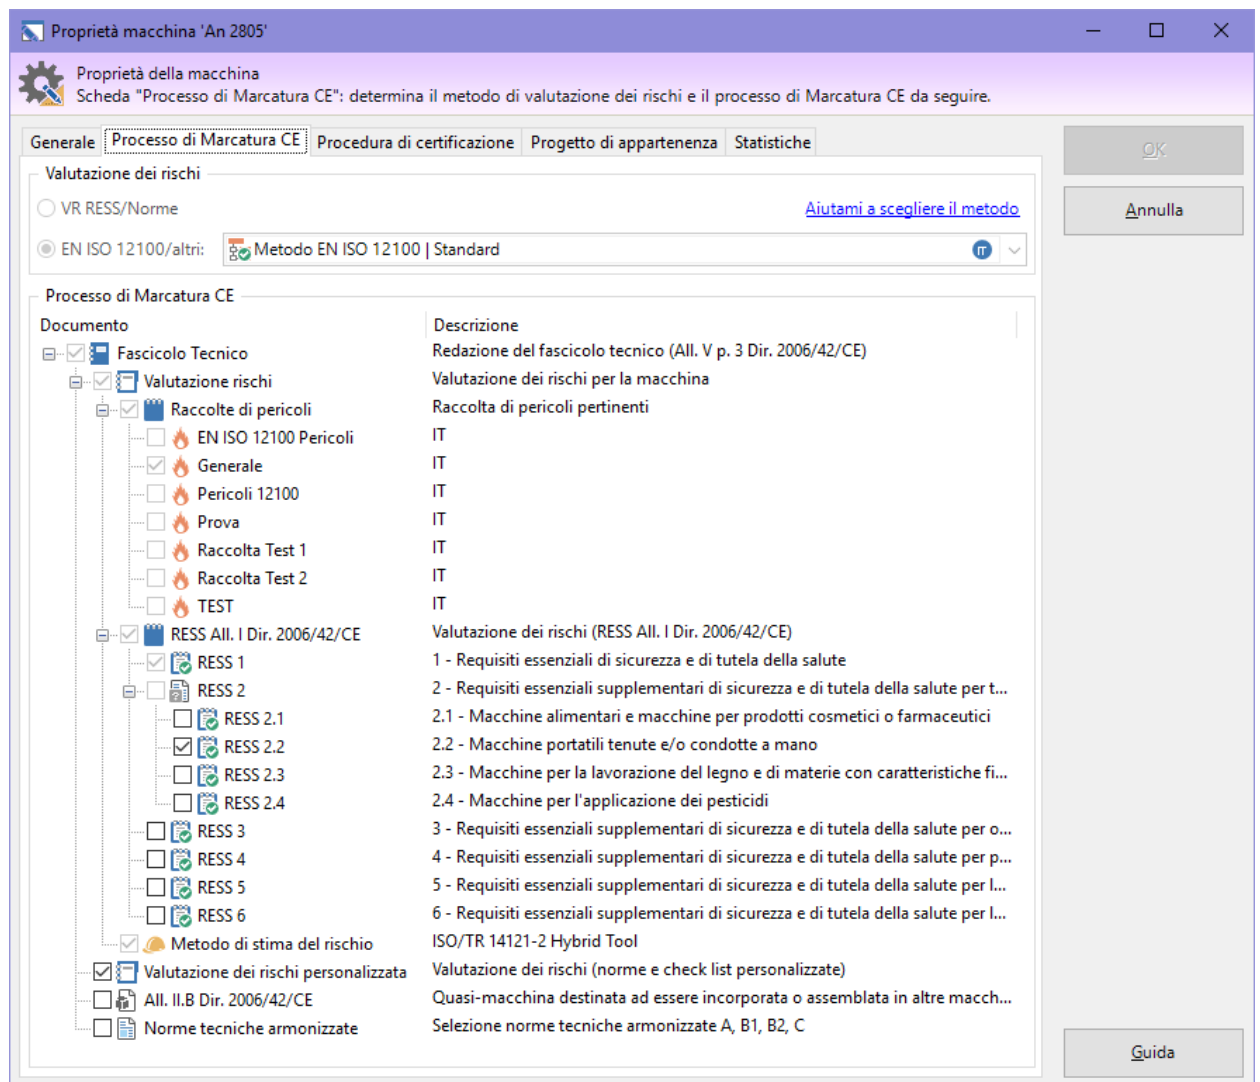 Proprietà macchina 'An 2805'
Proprietà della macchina
Scheda "Processo di Marcatura CE": determina il metodo di valutazione dei rischi e il processo di Marcatura CE da seguire.
Generale Processo di Marcatura CE Procedura di certificazione Progetto di appartenenza Statistiche
OK
Valutazione dei rischi
VR RESS/Norme Aiutami a scegliere il metodo
Annulla
EN ISO 12100/altri: Metodo EN ISO 12100 | Standard IT
Processo di Marcatura CE
Documento Descrizione
Fascicolo Tecnico Redazione del fascicolo tecnico (All. V p. 3 Dir. 2006/42/CE)
Valutazione rischi Valutazione dei rischi per la macchina
Raccolte di pericoli Raccolta di pericoli pertinenti
EN ISO 12100 Pericoli IT
Generale IT
Pericoli 12100 IT
Prova IT
Raccolta Test 1 IT
Raccolta Test 2 IT
TEST IT
RESS All. I Dir. 2006/42/CE Valutazione dei rischi (RESS All. I Dir. 2006/42/CE)
RESS 1 1 - Requisiti essenziali di sicurezza e di tutela della salute
RESS 2 2 - Requisiti essenziali supplementari di sicurezza e di tutela della salute per t...
RESS 2.1 2.1 - Macchine alimentari e macchine per prodotti cosmetici o farmaceutici
RESS 2.2 2.2 - Macchine portatili tenute e/o condotte a mano
RESS 2.3 2.3 - Macchine per la lavorazione del legno e di materie con caratteristiche fi...
RESS 2.4 2.4 - Macchine per l'applicazione dei pesticidi
RESS 3 3 - Requisiti essenziali supplementari di sicurezza e di tutela della salute per o...
RESS 4 4 - Requisiti essenziali supplementari di sicurezza e di tutela della salute per p...
RESS 5 5 - Requisiti essenziali supplementari di sicurezza e di tutela della salute per l...
RESS 6 6 - Requisiti essenziali supplementari di sicurezza e di tutela della salute per l...
Metodo di stima del rischio ISO/TR 14121-2 Hybrid Tool
Valutazione dei rischi personalizzata Valutazione dei rischi (norme e check list personalizzate)
All. II.B Dir. 2006/42/CE Quasi-macchina destinata ad essere incorporata o assemblata in altre macch...
Norme tecniche armonizzate Selezione norme tecniche armonizzate A, B1, B2, C
Guida